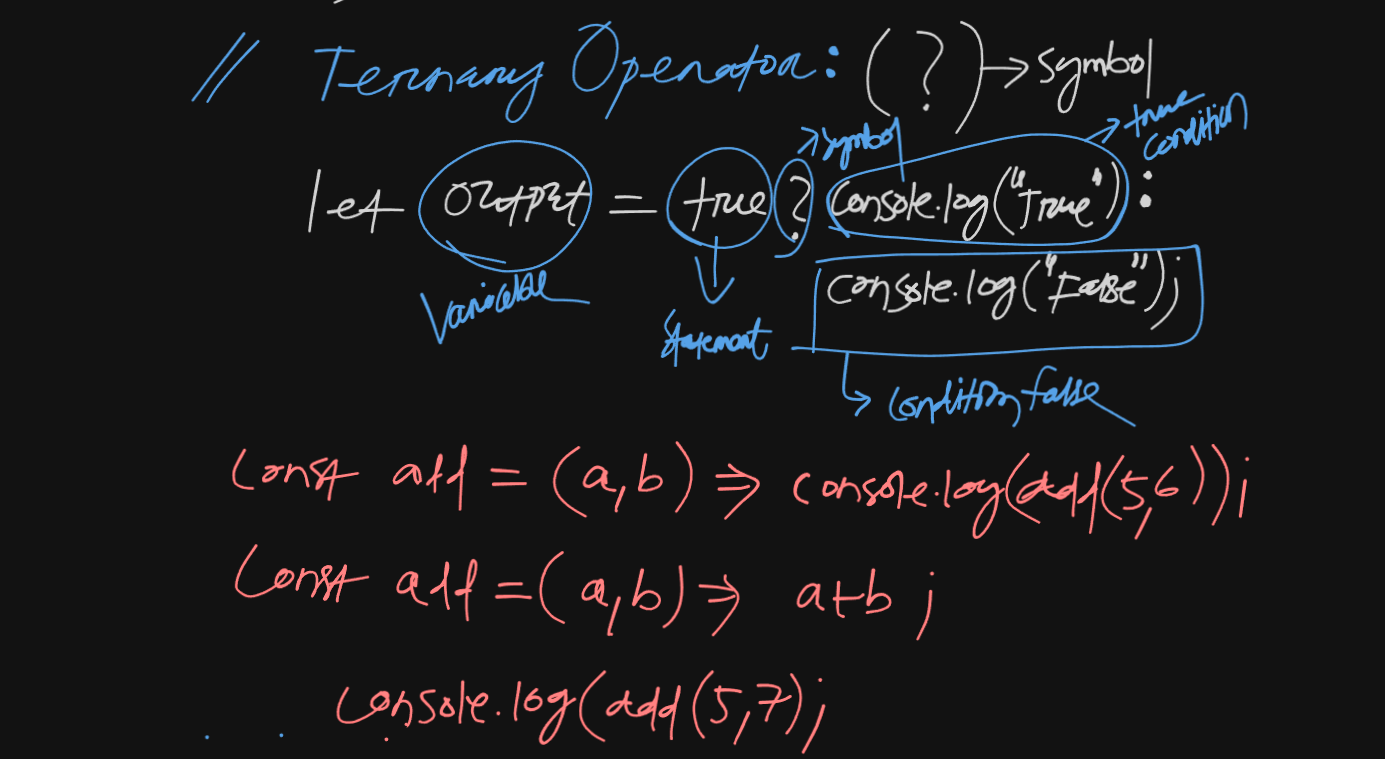 // Ternary Operator: (?) → symbol
→ symbol
→ true condition
let output = true ? console.log("True") :
console.log("False");
Variable
Statement
condition false
const add = (a,b) => console.log(add(5,6));
const add = (a,b) => a+b ;
console.log(add(5,7);